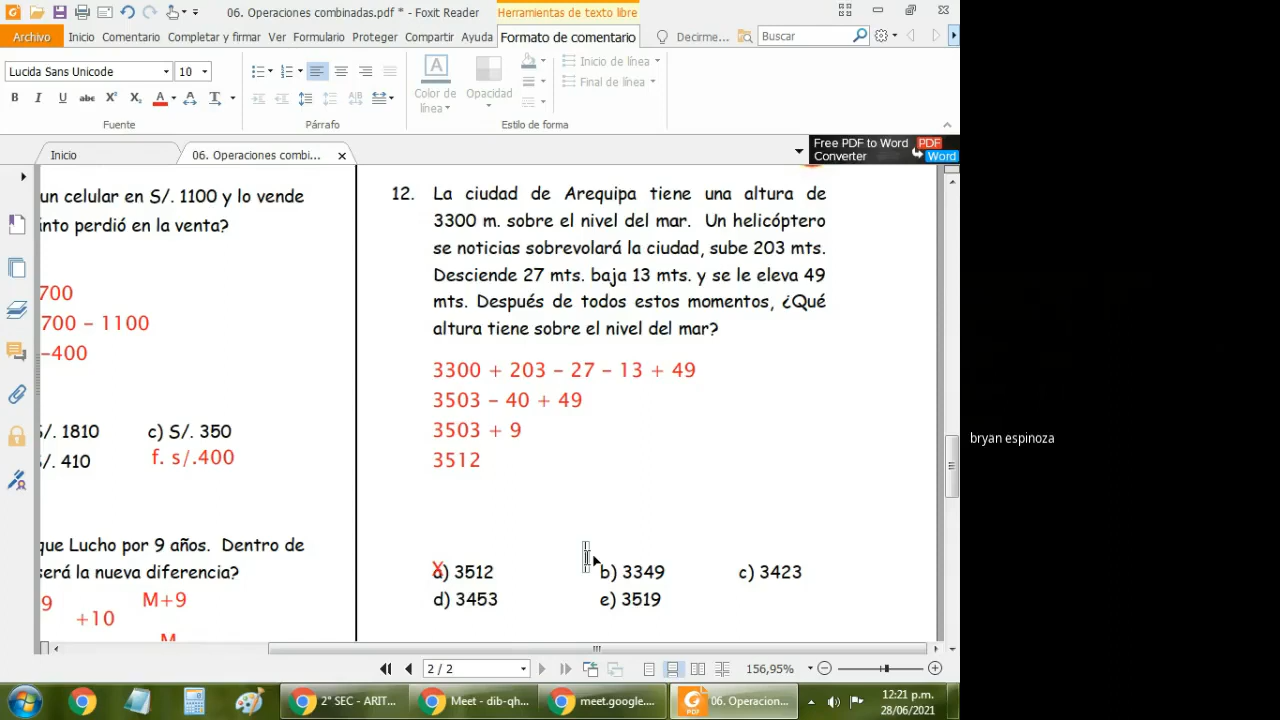 06. Operaciones combinadas.pdf * - Foxit Reader
Herramientas de texto libre
Archivo Inicio Comentario Completar y firmar Ver Formulario Proteger Compartir Ayuda Formato de comentario Decirme... Buscar
Lucida Sans Unicode 10
Color de línea
Opacidad
Inicio de línea
Final de línea
Fuente
Párrafo
Estilo de forma
Inicio
06. Operaciones combi...
Free PDF to Word Converter
PDF
Word
un celular en S/. 1100 y lo vende
ínto perdió en la venta?
700
700 – 1100
–400
S/. 1810 c) S/. 350
S/. 410 f. s/.400
que Lucho por 9 años. Dentro de
será la nueva diferencia?
9 M+9
+10
M
12. La ciudad de Arequipa tiene una altura de
3300 m. sobre el nivel del mar. Un helicóptero
se noticias sobrevolará la ciudad, sube 203 mts.
Desciende 27 mts. baja 13 mts. y se le eleva 49
mts. Después de todos estos momentos, ¿Qué
altura tiene sobre el nivel del mar?
3300 + 203 – 27 – 13 + 49
3503 – 40 + 49
3503 + 9
3512
X
a) 3512 b) 3349 c) 3423
d) 3453 e) 3519
bryan espinoza
2 / 2
156,95%
2° SEC - ARIT...
Meet - dib-qh...
meet.google....
06. Operacion...
12:21 p.m.
28/06/2021